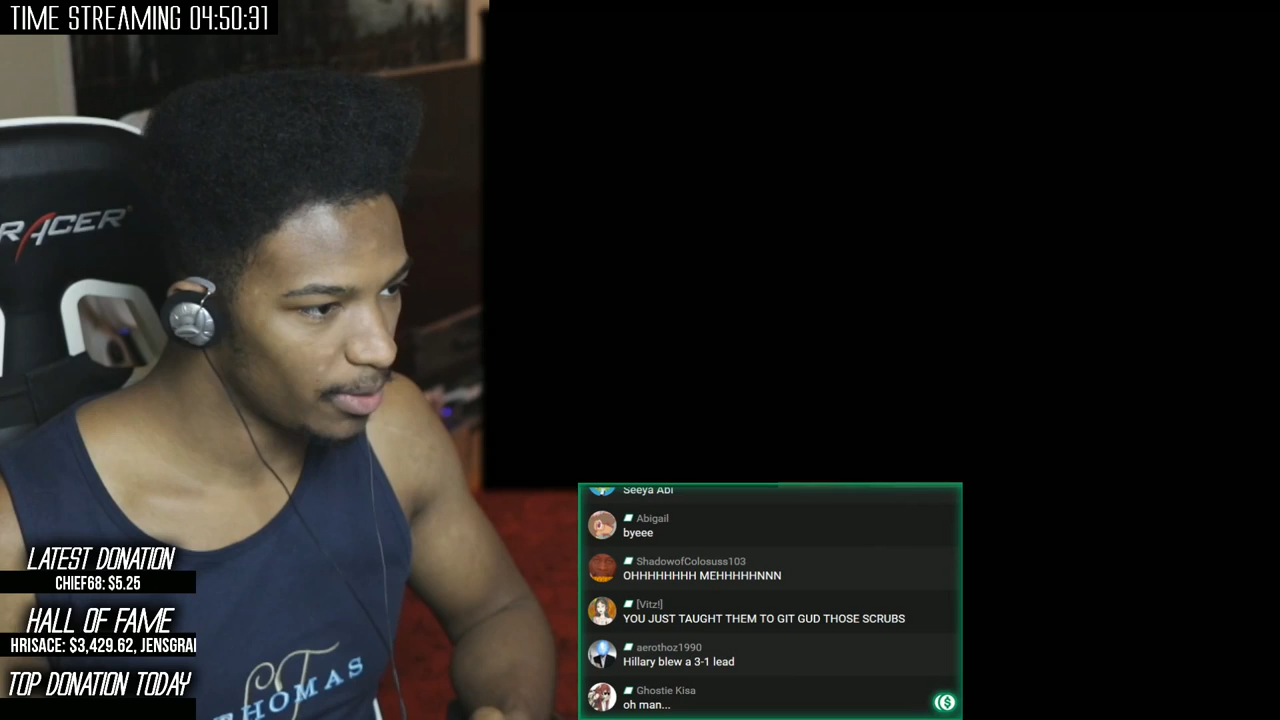 TIME STREAMING 04:50:31
RACER
LATEST DONATION
CHIEF68: $5.25
HALL OF FAME
HRISACE: $3,429.62, JENSGRAI
TOP DONATION TODAY
THOMAS
Seeya Abi
Abigail
byeee
ShadowofColosuss103
OHHHHHHHH MEHHHHHNNN
[Vitz!]
YOU JUST TAUGHT THEM TO GIT GUD THOSE SCRUBS
aerothoz1990
Hillary blew a 3-1 lead
Ghostie Kisa
oh man...